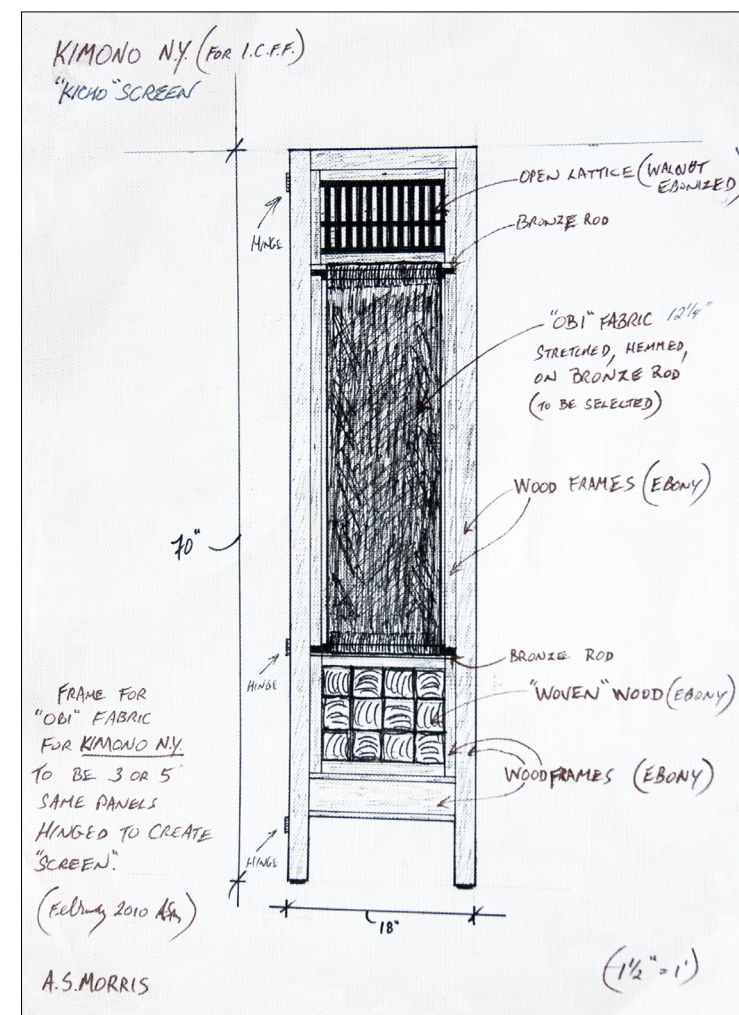 KIMONO N.Y. (FOR I.C.F.F.)
"KICHO" SCREEN
OPEN LATTICE (WALNUT
EBONIZED)
HINGE
BRONZE ROD
"OBI" FABRIC 12 1/4"
STRETCHED, HEMMED,
ON BRONZE ROD
(TO BE SELECTED)
WOOD FRAMES (EBONY)
70"
BRONZE ROD
HINGE
"WOVEN" WOOD (EBONY)
FRAME FOR
"OBI" FABRIC
FOR KIMONO N.Y.
TO BE 3 OR 5
SAME PANELS
HINGED TO CREATE
"SCREEN".
WOOD FRAMES (EBONY)
HINGE
(February 2010 ASM)
18"
A.S. MORRIS
(1 1/2" = 1')